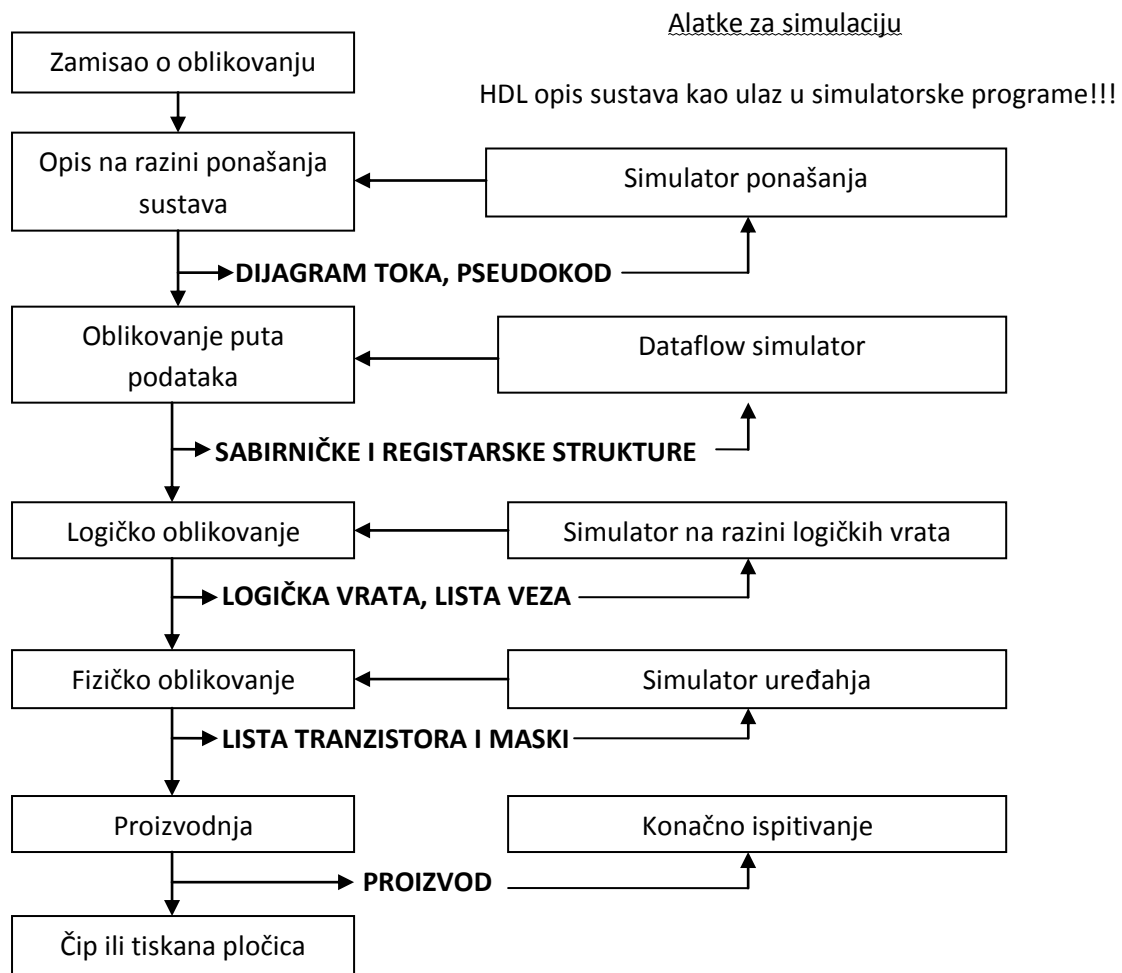 Alatke za simulaciju
Zamisao o oblikovanju
HDL opis sustava kao ulaz u simulatorske programe!!!
Opis na razini ponašanja
sustava
Simulator ponašanja
DIJAGRAM TOKA, PSEUDOKOD
Oblikovanje puta
podataka
Dataflow simulator
SABIRNIČKE I REGISTARSKE STRUKTURE
Logičko oblikovanje
Simulator na razini logičkih vrata
LOGIČKA VRATA, LISTA VEZA
Fizičko oblikovanje
Simulator uređahja
LISTA TRANZISTORA I MASKI
Proizvodnja
Konačno ispitivanje
PROIZVOD
Čip ili tiskana pločica